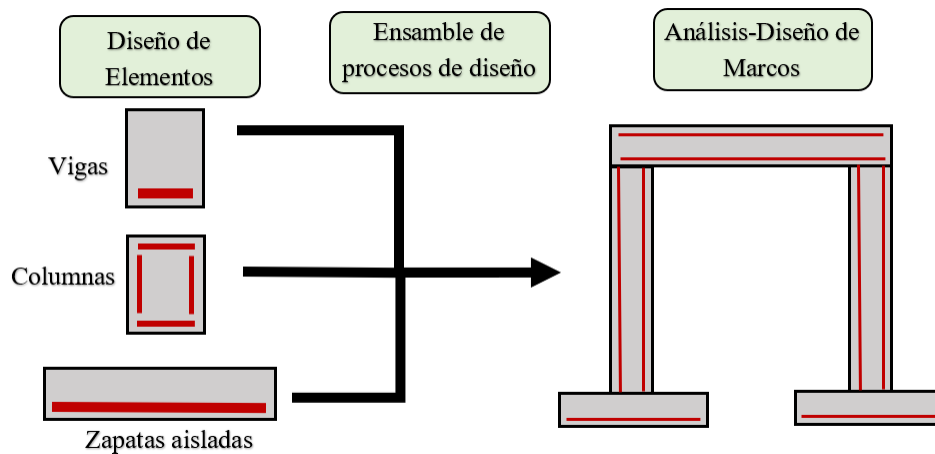 Diseño de
Elementos
Ensamble de
procesos de diseño
Análisis-Diseño de
Marcos
Vigas
Columnas
Zapatas aisladas